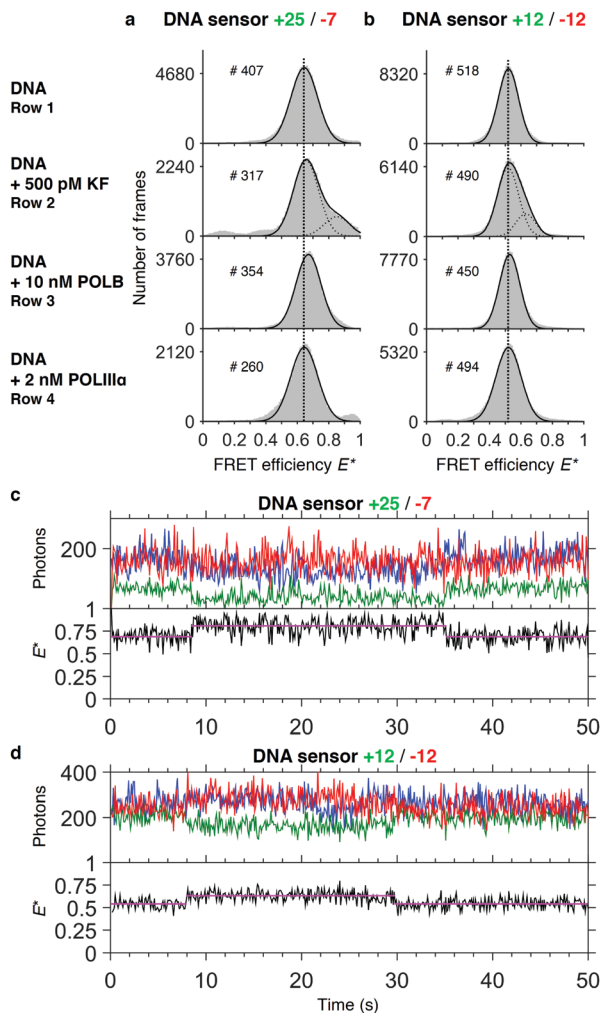 a DNA sensor +25 / -7
b DNA sensor +12 / -12
DNA
Row 1
4680
# 407
0
8320
# 518
0
DNA
+ 500 pM KF
Row 2
2240
# 317
0
6140
# 490
0
DNA
+ 10 nM POLB
Row 3
3760
# 354
0
7770
# 450
0
DNA
+ 2 nM POLIIIα
Row 4
2120
# 260
0
5320
# 494
0
Number of frames
0 0.2 0.4 0.6 0.8 1
0 0.2 0.4 0.6 0.8 1
FRET efficiency E*
FRET efficiency E*
c
DNA sensor +25 / -7
Photons
200
E*
1
0.75
0.5
0.25
0
0 10 20 30 40 50
d
DNA sensor +12 / -12
Photons
400
200
E*
1
0.75
0.5
0.25
0
0 10 20 30 40 50
Time (s)